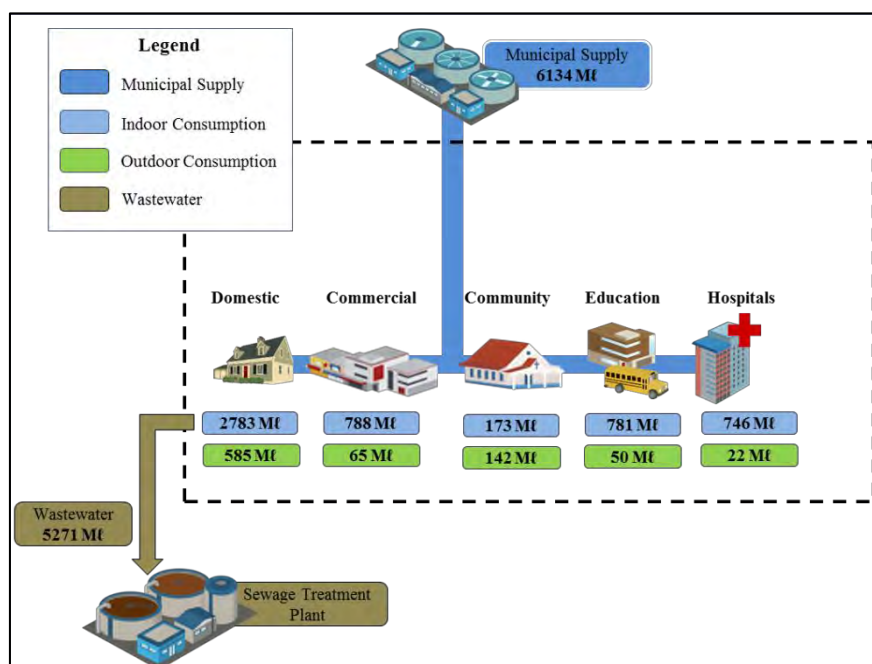 Legend
Municipal Supply
Indoor Consumption
Outdoor Consumption
Wastewater
Municipal Supply
6134 Mℓ
Domestic
Commercial
Community
Education
Hospitals
2783 Mℓ
788 Mℓ
173 Mℓ
781 Mℓ
746 Mℓ
585 Mℓ
65 Mℓ
142 Mℓ
50 Mℓ
22 Mℓ
Wastewater
5271 Mℓ
Sewage Treatment
Plant